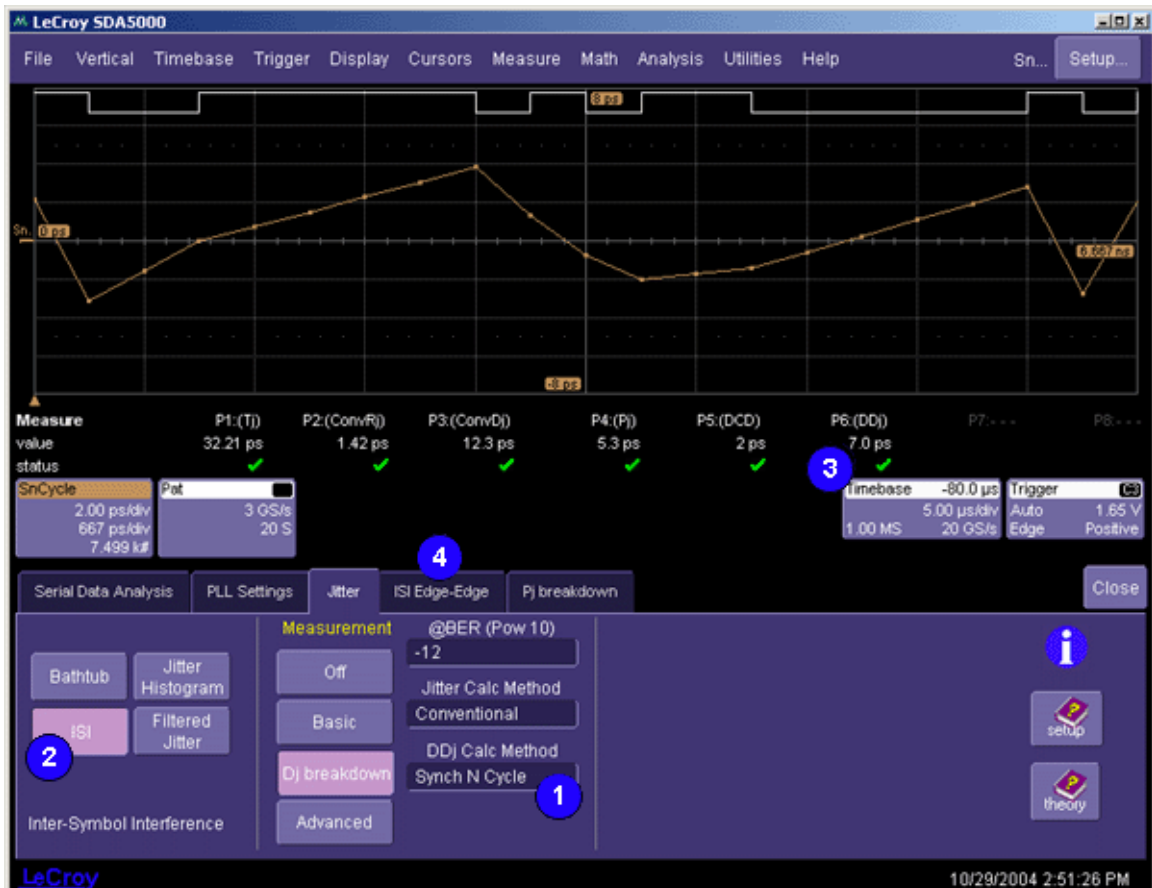 LeCroy SDA5000
File Vertical Timebase Trigger Display Cursors Measure Math Analysis Utilities Help Sn... Setup...
8 ps
Sn. 0 ps
6.667 ns
-8 ps
Measure P1:(Tj) P2:(ConvRj) P3:(ConvDj) P4:(Pj) P5:(DCD) P6:(DDj) P7:--- P8:---
value 32.21 ps 1.42 ps 12.3 ps 5.3 ps 2 ps 7.0 ps
status
3
SnCycle
2.00 ps/div
667 ps/div
7.499 k#
Pat
3 GS/s
20 S
Timebase -80.0 µs
5.00 µs/div
1.00 MS 20 GS/s
Trigger C3
Auto 1.65 V
Edge Positive
4
Serial Data Analysis PLL Settings Jitter ISI Edge-Edge Pj breakdown Close
Measurement @BER (Pow 10)
-12
Bathtub Jitter Histogram Off
Jitter Calc Method
Conventional
ISI Filtered Jitter Basic
2
DDj Calc Method
Synch N Cycle
1
Dj breakdown
Inter-Symbol Interference Advanced
i
setup
theory
LeCroy 10/29/2004 2:51:26 PM